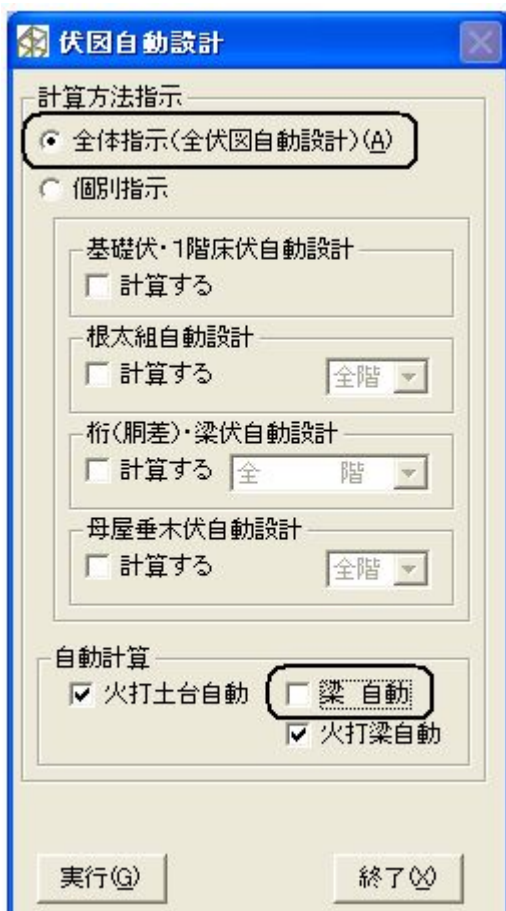 伏図自動設計
計算方法指示
全体指示(全伏図自動設計)(A)
個別指示
基礎伏・1階床伏自動設計
計算する
根太組自動設計
計算する 全階
桁(胴差)・梁伏自動設計
計算する 全 階
母屋垂木伏自動設計
計算する 全階
自動計算
火打土台自動 梁 自動
火打梁自動
実行(G) 終了(X)